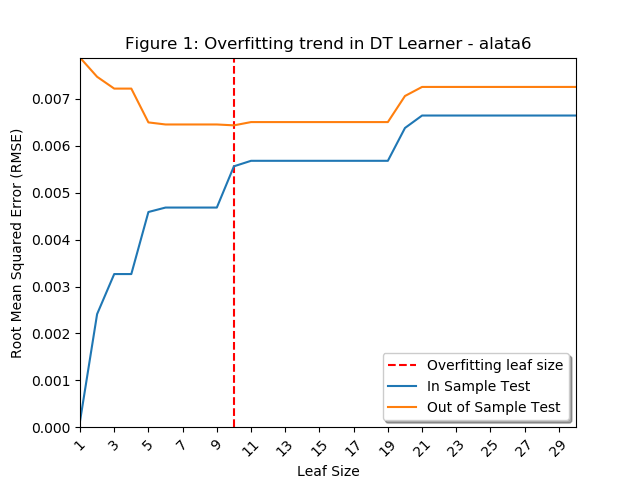 Figure 1: Overfitting trend in DT Learner - alata6
Root Mean Squared Error (RMSE)
0.007
0.006
0.005
0.004
0.003
0.002
0.001
0.000
Overfitting leaf size
In Sample Test
Out of Sample Test
1 3 5 7 9 11 13 15 17 19 21 23 25 27 29
Leaf Size